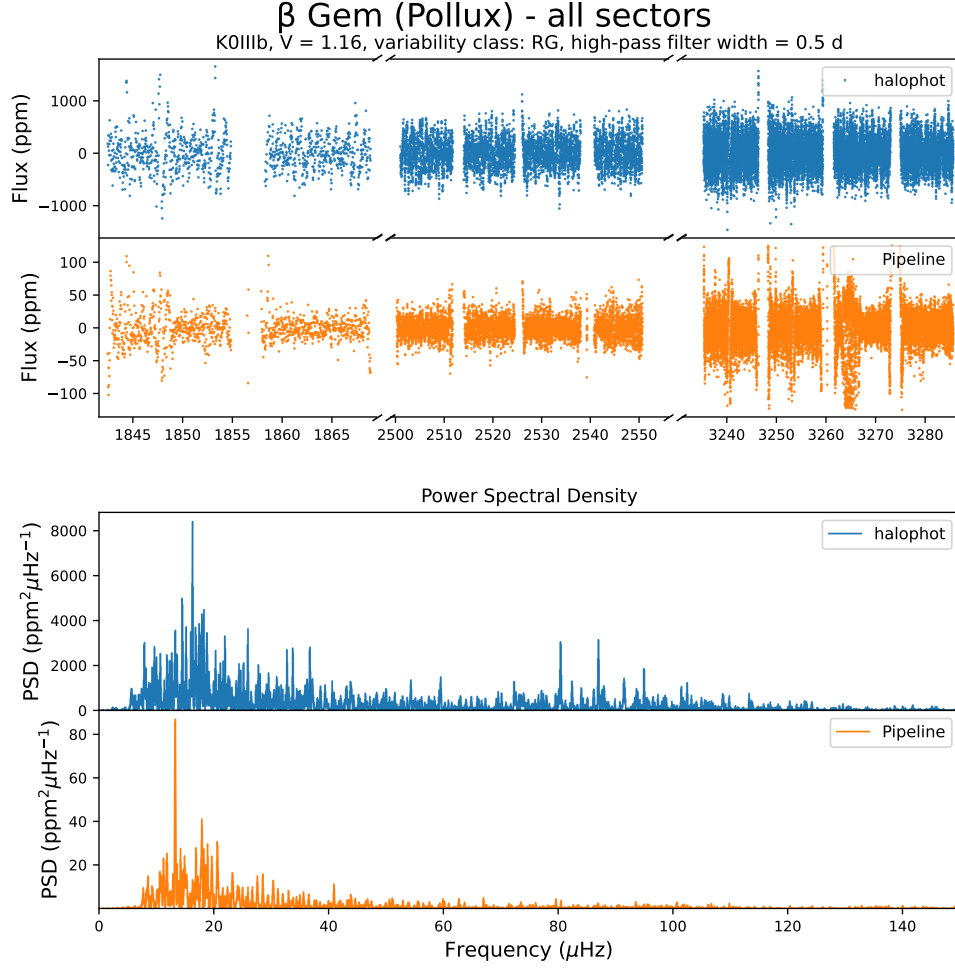 β Gem (Pollux) - all sectors
K0IIIb, V = 1.16, variability class: RG, high-pass filter width = 0.5 d
Flux (ppm)
1000
0
−1000
halophot
Flux (ppm)
100
50
0
−50
−100
Pipeline
1845 1850 1855 1860 1865 2500 2510 2520 2530 2540 2550 3240 3250 3260 3270 3280
Power Spectral Density
PSD (ppm²μHz⁻¹)
8000
6000
4000
2000
0
halophot
PSD (ppm²μHz⁻¹)
80
60
40
20
Pipeline
0 20 40 60 80 100 120 140
Frequency (μHz)